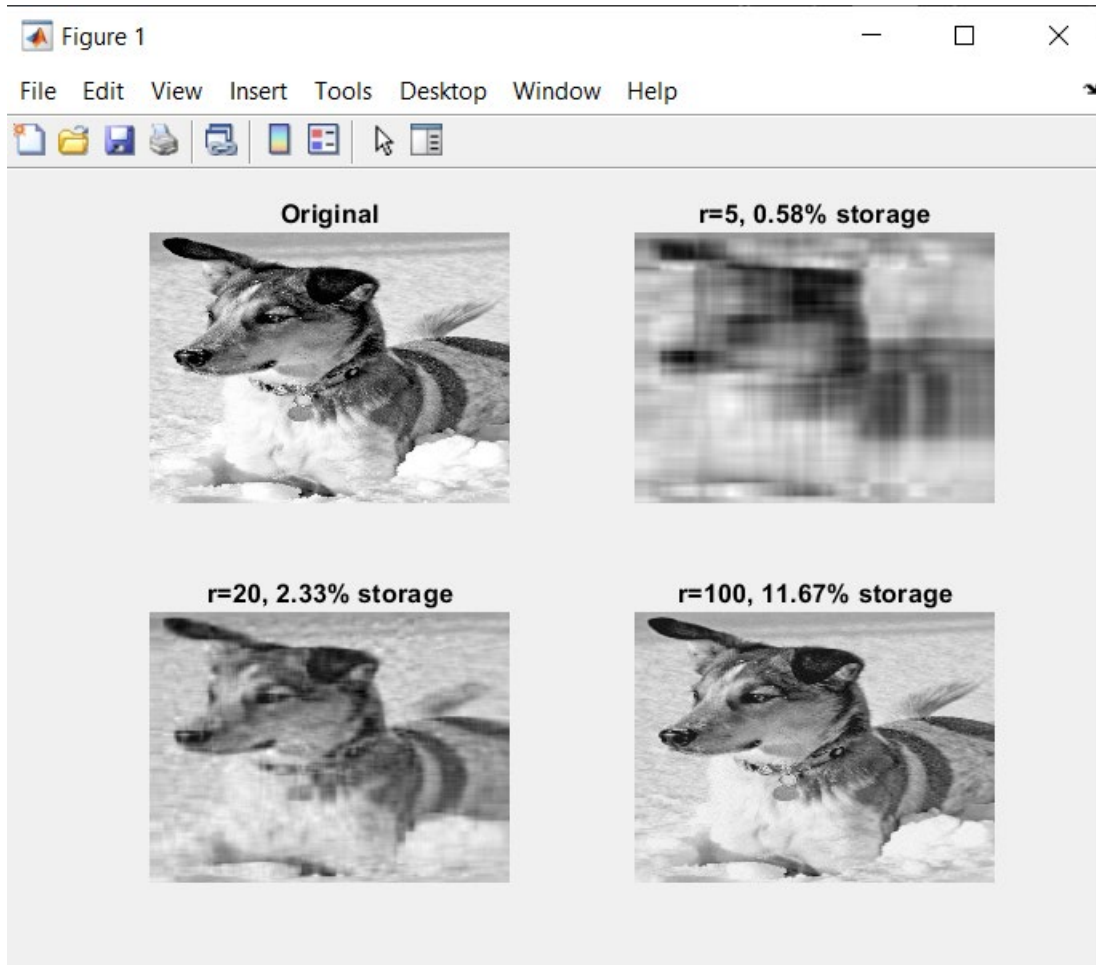 Figure 1
File Edit View Insert Tools Desktop Window Help
Original
r=5, 0.58% storage
r=20, 2.33% storage
r=100, 11.67% storage